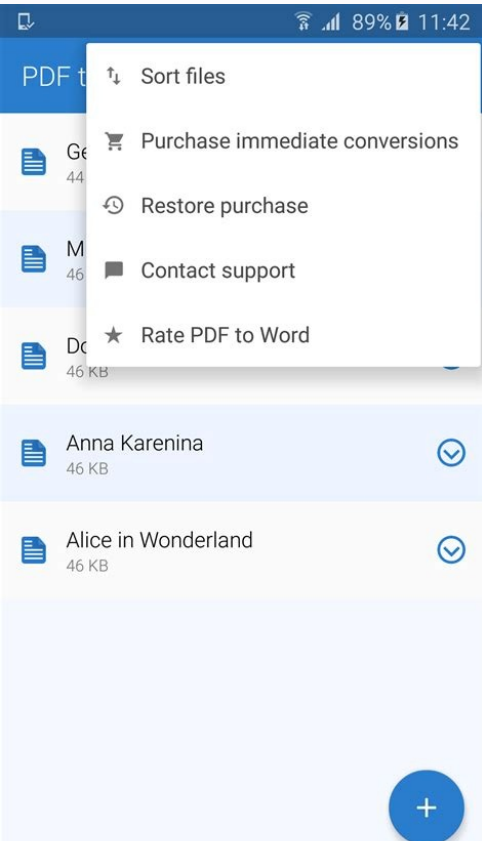 89% 11:42
PDF t
Sort files
Purchase immediate conversions
Restore purchase
Contact support
Rate PDF to Word
Ge
44
M
46
Do
46 KB
Anna Karenina
46 KB
Alice in Wonderland
46 KB
+